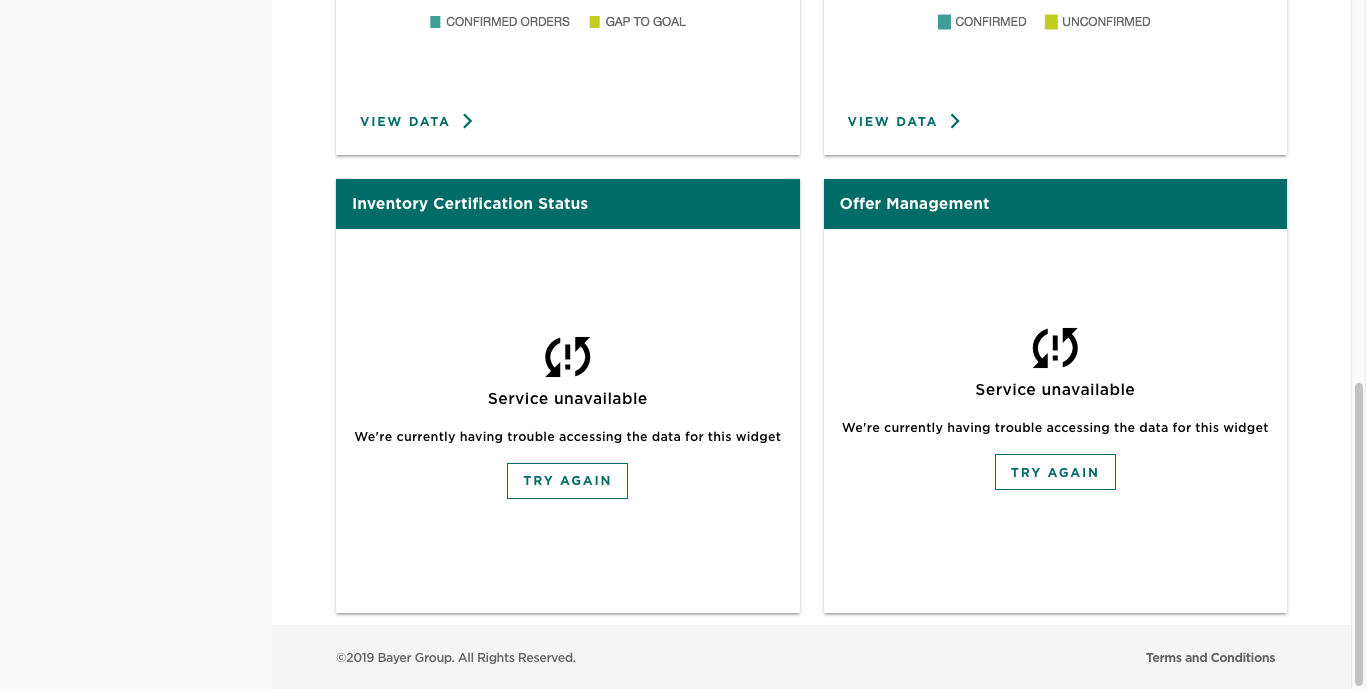 CONFIRMED ORDERS GAP TO GOAL
CONFIRMED UNCONFIRMED
VIEW DATA
VIEW DATA
Inventory Certification Status
Service unavailable
We're currently having trouble accessing the data for this widget
TRY AGAIN
Offer Management
Service unavailable
We're currently having trouble accessing the data for this widget
TRY AGAIN
©2019 Bayer Group. All Rights Reserved.
Terms and Conditions